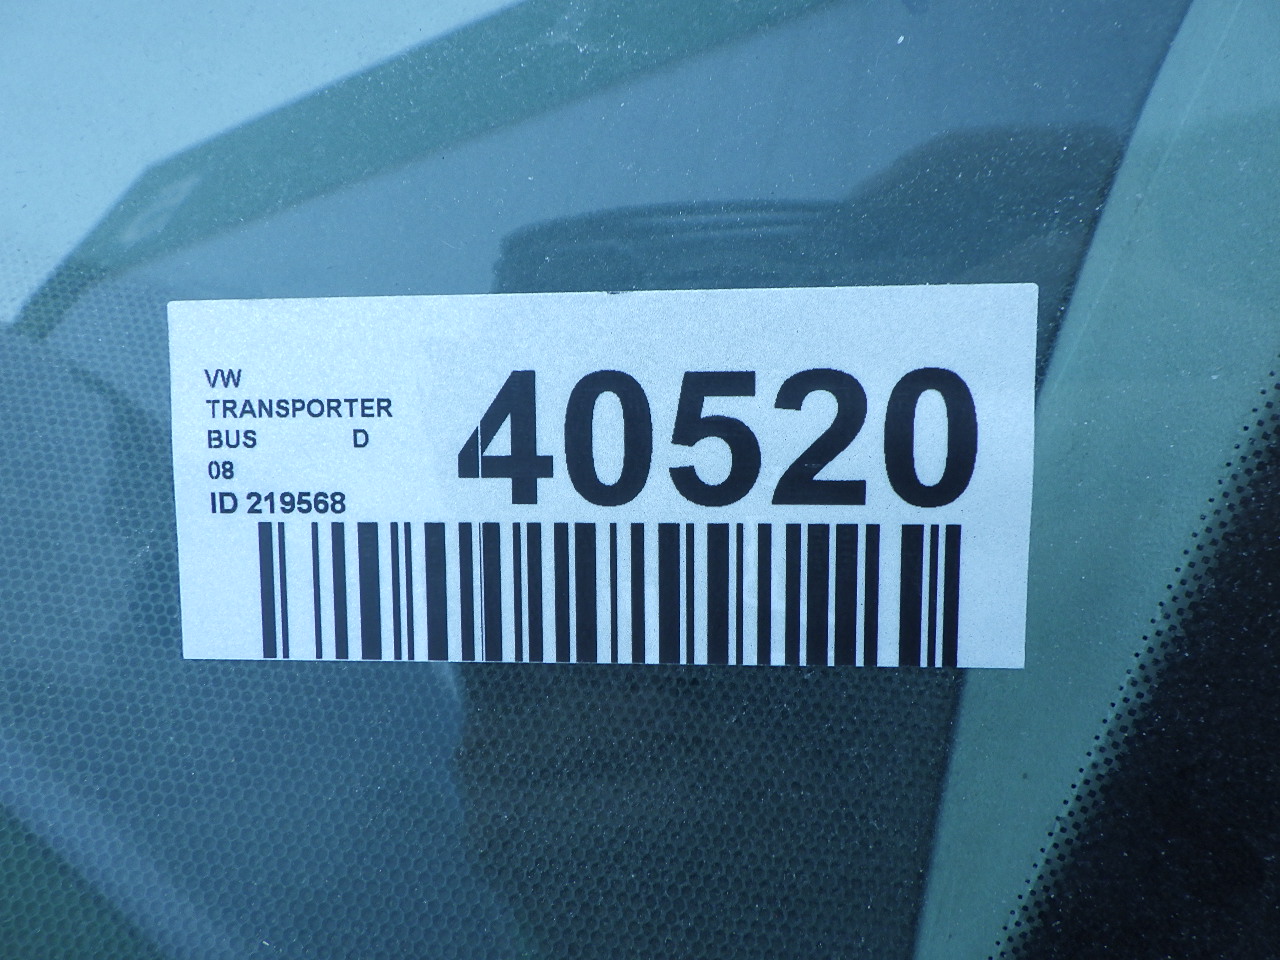 VW
TRANSPORTER
BUS D
08
ID 219568
40520